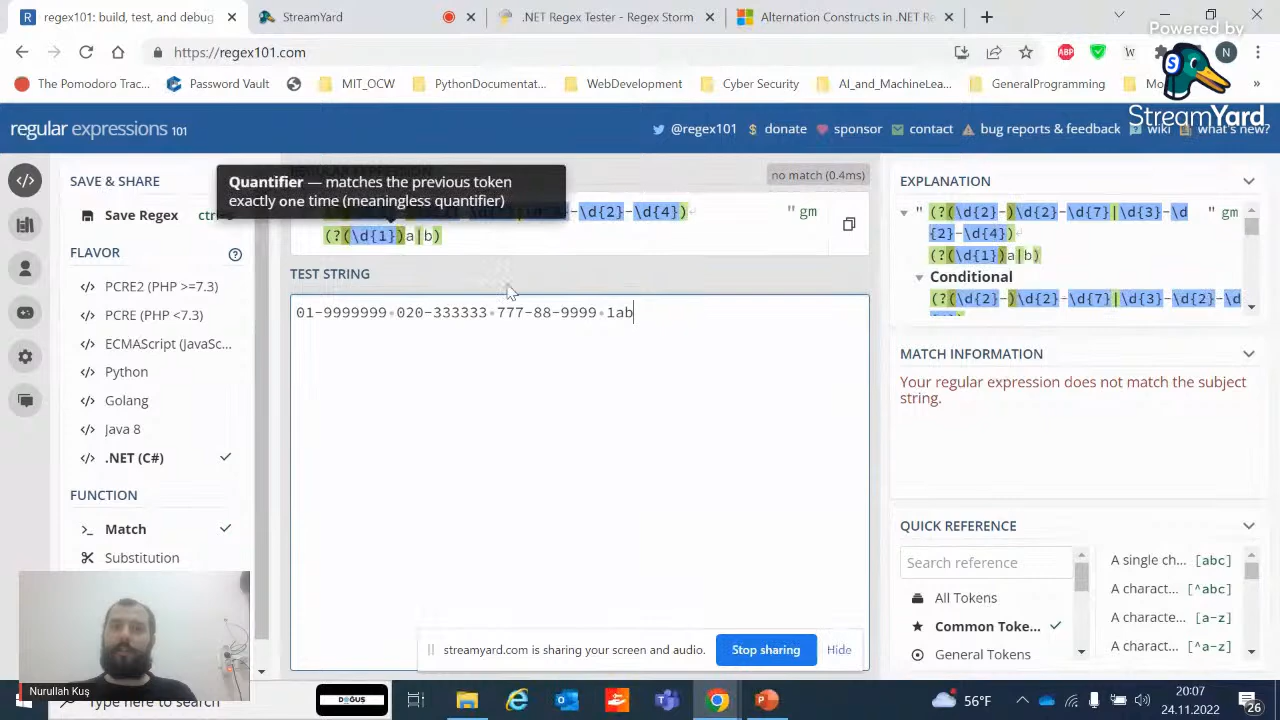 regex101: build, test, and debug
StreamYard
.NET Regex Tester - Regex Storm
Alternation Constructs in .NET Re
https://regex101.com
ABP
W
N
Powered by
StreamYard
The Pomodoro Trac...
Password Vault
MIT_OCW
WebDevelopment
Cyber Security
AI_and_MachineLea...
GeneralProgramming
»
regular expressions 101
@regex101
$ donate
sponsor
contact
bug reports & feedback
wiki
what's new?
SAVE & SHARE
Save Regex
FLAVOR
PCRE2 (PHP >=7.3)
PCRE (PHP <7.3)
ECMAScript (JavaSc...
Python
Golang
Java 8
.NET (C#)
FUNCTION
Match
Substitution
Quantifier — matches the previous token
exactly one time (meaningless quantifier)
no match (0.4ms)
\d{2}-\d{4})
" gm
(?(\d{1})a|b)
TEST STRING
01-9999999·020-333333·777-88-9999·1ab
EXPLANATION
" (?(\d{2}-)\d{2}-\d{7}|\d{3}-\d " gm
{2}-\d{4})
(?(\d{1})a|b)
Conditional
(?(\d{2}-)\d{2}-\d{7}|\d{3}-\d{2}-\d
MATCH INFORMATION
Your regular expression does not match the subject
string.
QUICK REFERENCE
Search reference
All Tokens
Common Toke...
General Tokens
A single ch... [abc]
A charact... [^abc]
A characte... [a-z]
A charact... [^a-z]
streamyard.com is sharing your screen and audio.
Stop sharing
Hide
Nurullah Kuş
Type here to search
DOĞUS
56°F
20:07
24.11.2022
26